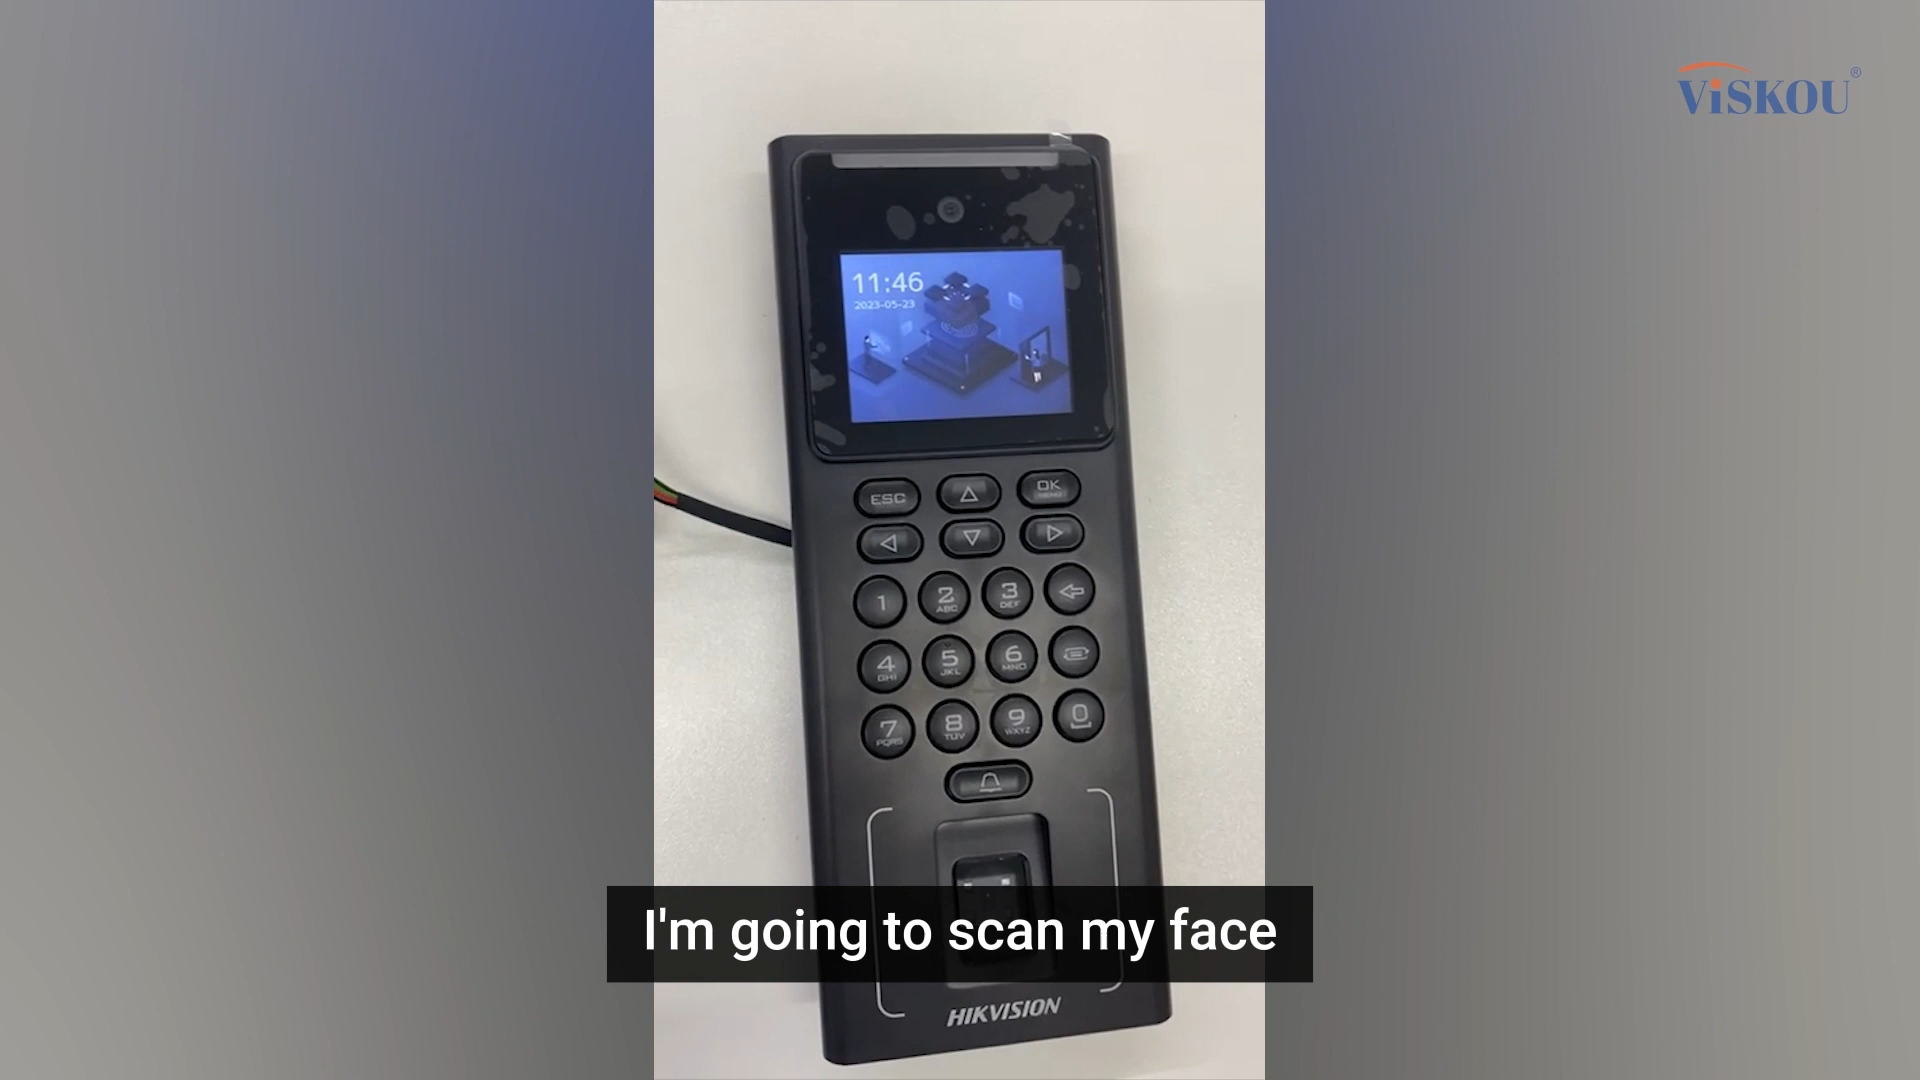 ViSKOU®
11:46
2023-05-23
ESC
OK
MENU
1
2
ABC
3
DEF
4
GHI
5
JKL
6
MNO
7
PQRS
8
TUV
9
WXYZ
0
I'm going to scan my face
HIKVISION